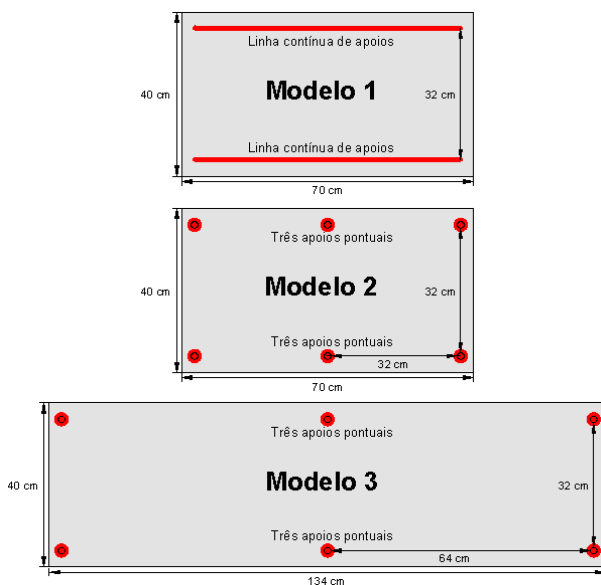 Linha contínua de apoios
40 cm
Modelo 1
32 cm
Linha contínua de apoios
70 cm
Três apoios pontuais
40 cm
Modelo 2
32 cm
Três apoios pontuais
32 cm
70 cm
Três apoios pontuais
40 cm
Modelo 3
32 cm
Três apoios pontuais
64 cm
134 cm